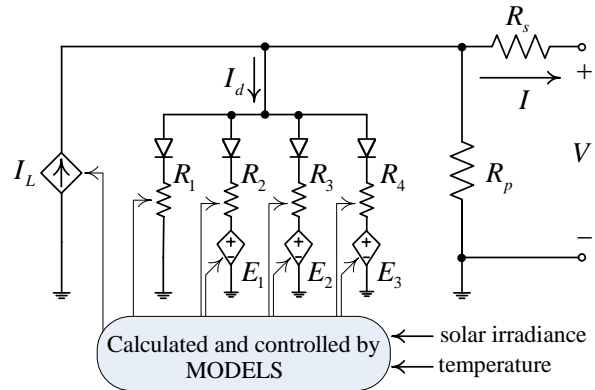 R_s
+
I_d
I
I_L
R_1
R_2
R_3
R_4
R_p
V
+
-
+
-
+
-
E_1
E_2
E_3
−
Calculated and controlled by
MODELS
solar irradiance
temperature